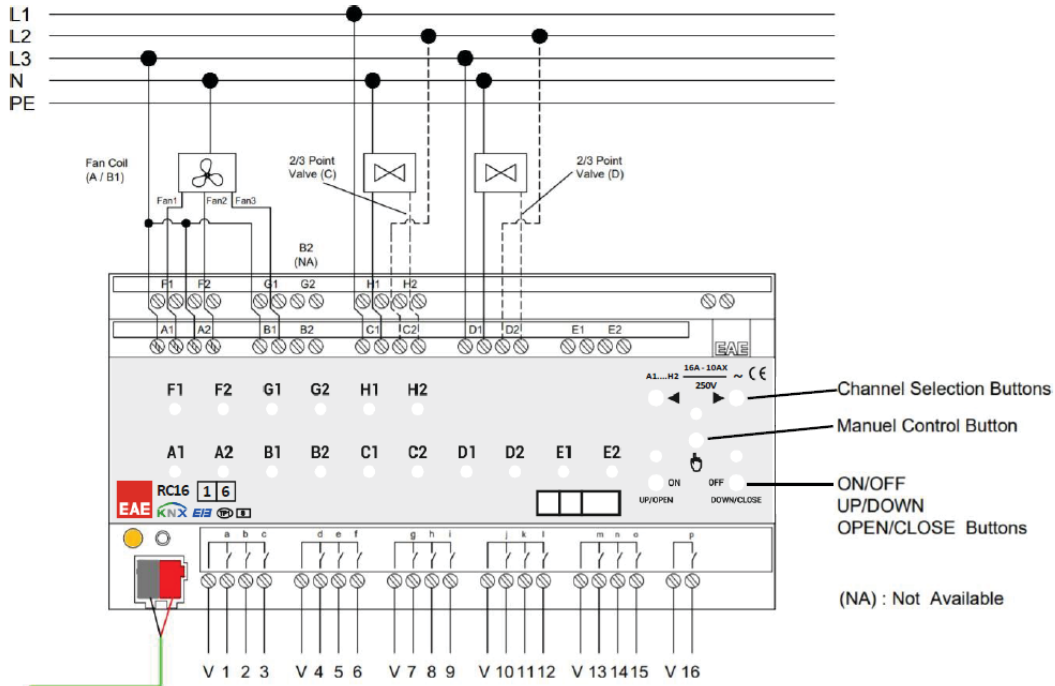 L1
L2
L3
N
PE
Fan Coil
(A / B1)
2/3 Point
Valve (C)
2/3 Point
Valve (D)
Fan1 Fan2 Fan3
B2
(NA)
F1 F2 G1 G2 H1 H2
A1 A2 B1 B2 C1 C2 D1 D2 E1 E2
EAE
A1....H2 16A - 10AX ~ CE
250V
F1 F2 G1 G2 H1 H2
Channel Selection Buttons
Manuel Control Button
A1 A2 B1 B2 C1 C2 D1 D2 E1 E2
ON OFF
UP/OPEN DOWN/CLOSE
ON/OFF
UP/DOWN
OPEN/CLOSE Buttons
RC16 1 6
EAE KNX EIB TP1 S
a b c d e f g h i j k l m n o p
(NA) : Not Available
V 1 2 3 V 4 5 6 V 7 8 9 V 10 11 12 V 13 14 15 V 16